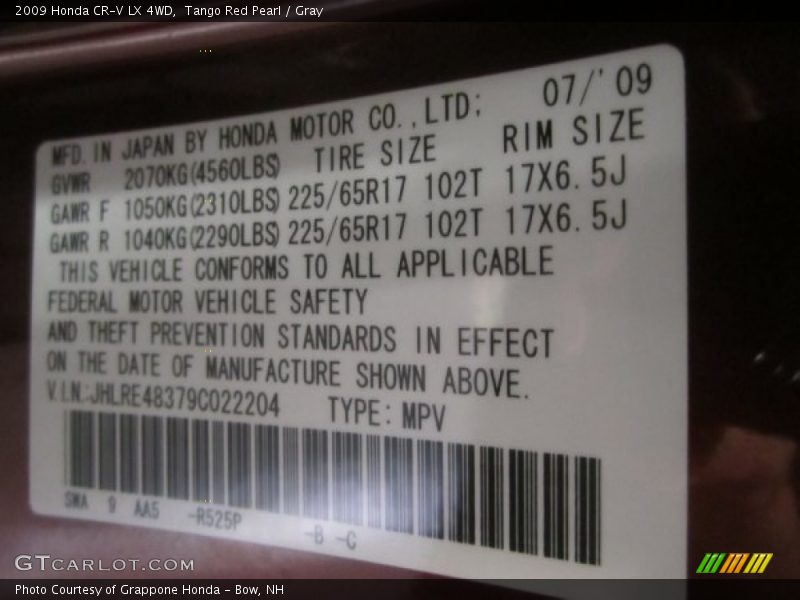 2009 Honda CR-V LX 4WD, Tango Red Pearl / Gray
07/'09
MFD. IN JAPAN BY HONDA MOTOR CO., LTD;
GVWR 2070KG(4560LBS) TIRE SIZE RIM SIZE
GAWR F 1050KG(2310LBS) 225/65R17 102T 17X6.5J
GAWR R 1040KG(2290LBS) 225/65R17 102T 17X6.5J
THIS VEHICLE CONFORMS TO ALL APPLICABLE
FEDERAL MOTOR VEHICLE SAFETY
AND THEFT PREVENTION STANDARDS IN EFFECT
ON THE DATE OF MANUFACTURE SHOWN ABOVE.
V.I.N.:JHLRE48379C022204 TYPE: MPV
SWA 9 AA5 -R525P -B -C
GTCARLOT.COM
Photo Courtesy of Grappone Honda - Bow, NH